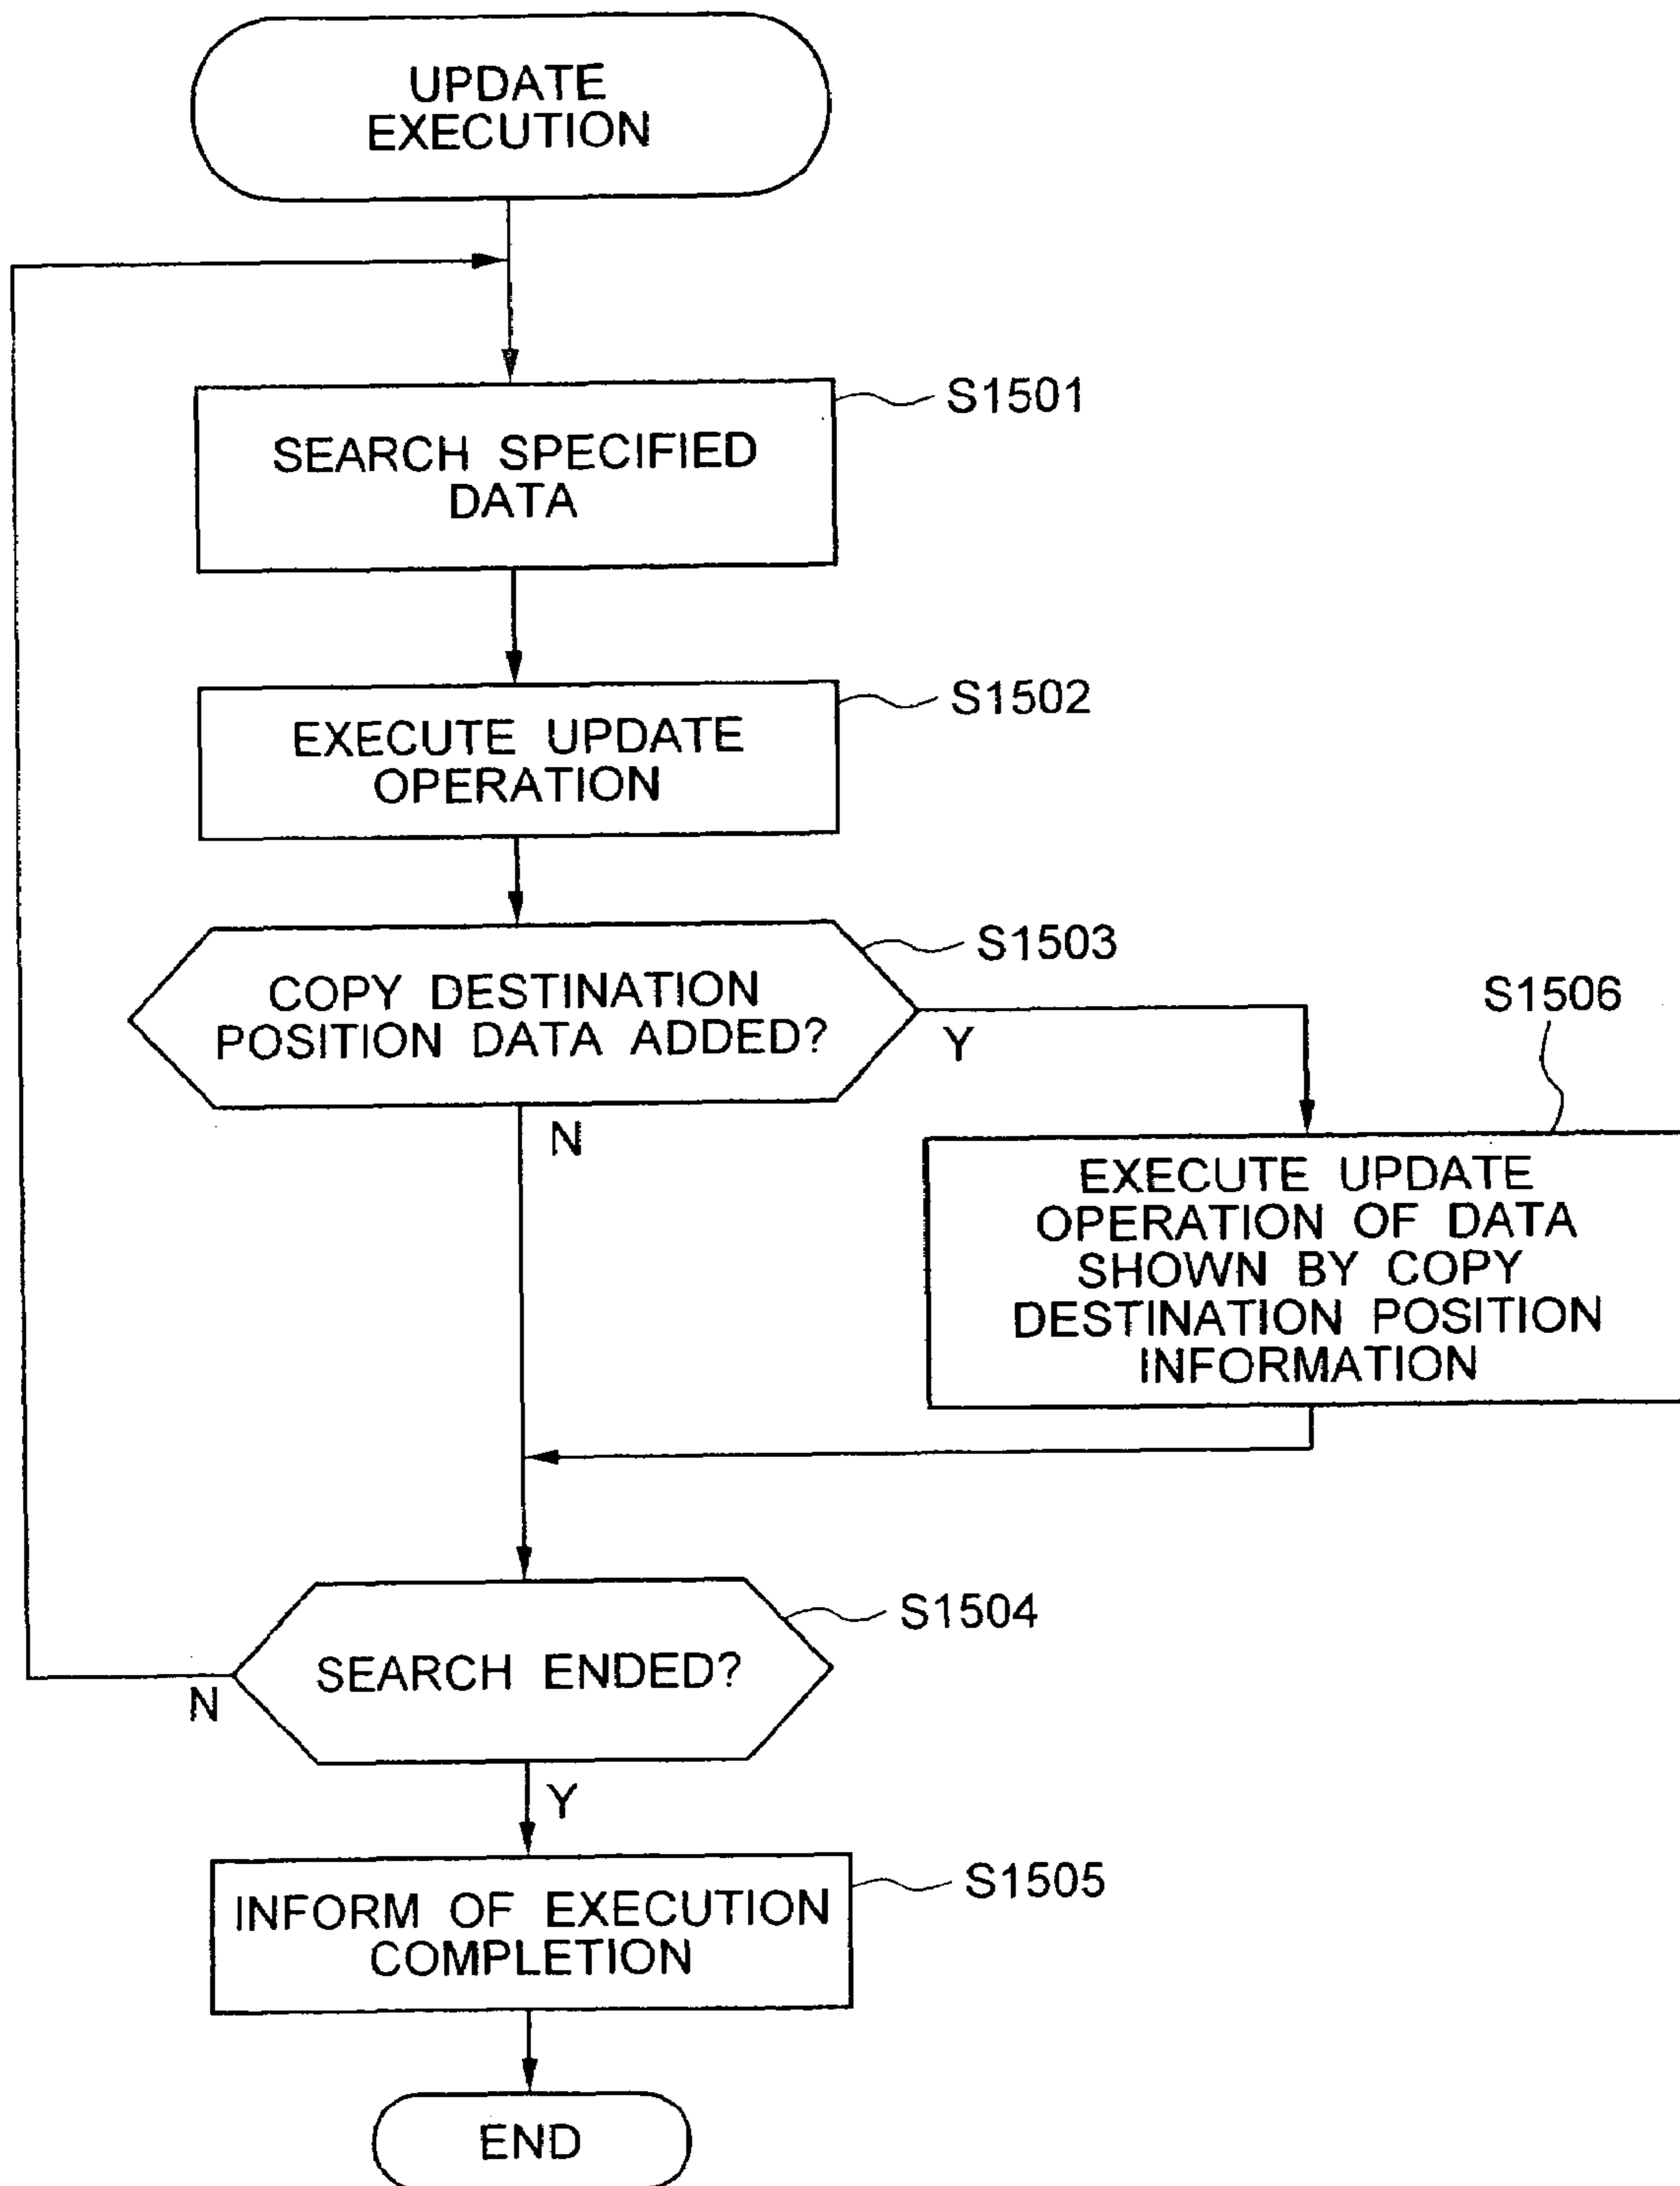 UPDATE
EXECUTION
S1501
SEARCH SPECIFIED
DATA
S1502
EXECUTE UPDATE
OPERATION
S1503
COPY DESTINATION
POSITION DATA ADDED?
Y
N
S1506
EXECUTE UPDATE
OPERATION OF DATA
SHOWN BY COPY
DESTINATION POSITION
INFORMATION
S1504
SEARCH ENDED?
N
Y
S1505
INFORM OF EXECUTION
COMPLETION
END